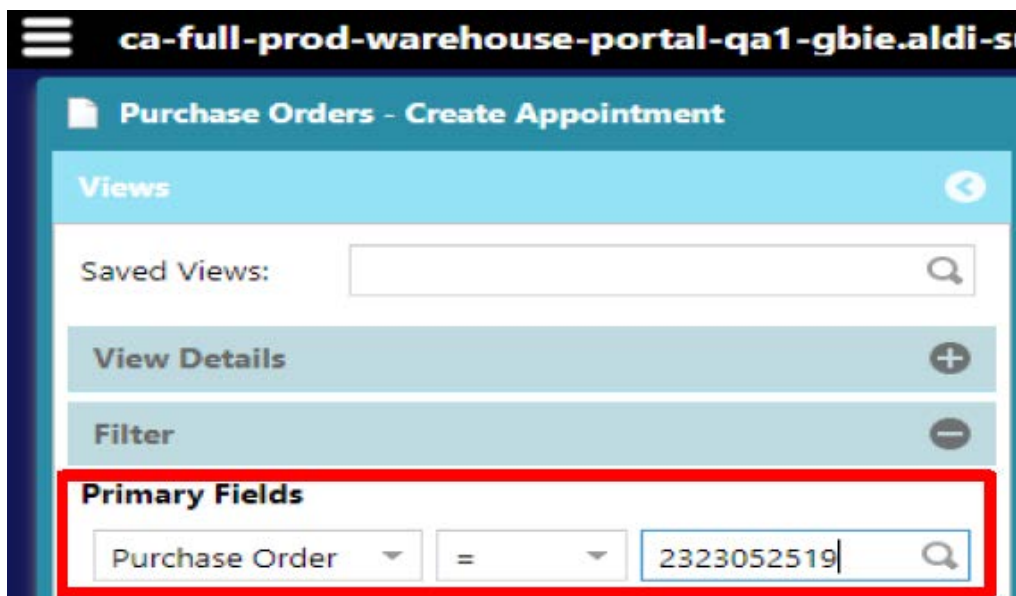 ca-full-prod-warehouse-portal-qa1-gbie.aldi-s
Purchase Orders - Create Appointment
Views
Saved Views:
View Details
Filter
Primary Fields
Purchase Order = 2323052519